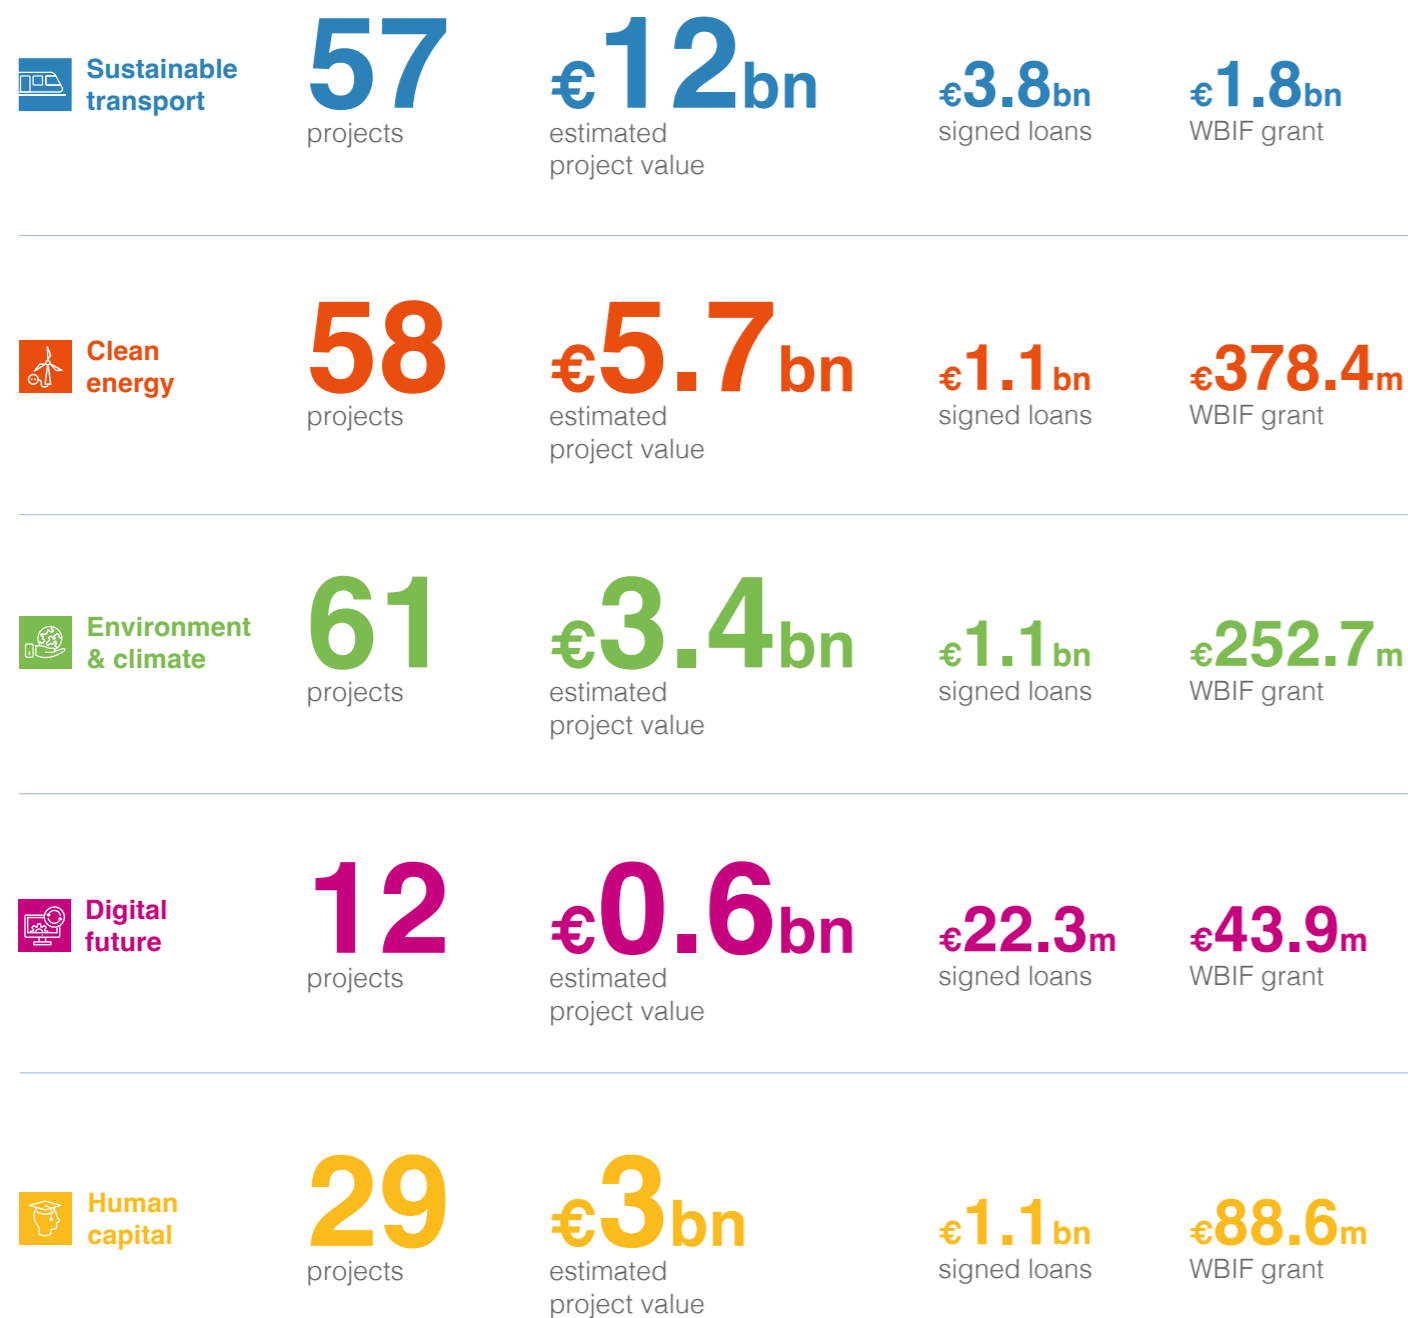 Sustainable
transport
57
projects
€12bn
estimated
project value
€3.8bn
signed loans
€1.8bn
WBIF grant
Clean
energy
58
projects
€5.7bn
estimated
project value
€1.1bn
signed loans
€378.4m
WBIF grant
Environment
& climate
61
projects
€3.4bn
estimated
project value
€1.1bn
signed loans
€252.7m
WBIF grant
Digital
future
12
projects
€0.6bn
estimated
project value
€22.3m
signed loans
€43.9m
WBIF grant
Human
capital
29
projects
€3bn
estimated
project value
€1.1bn
signed loans
€88.6m
WBIF grant